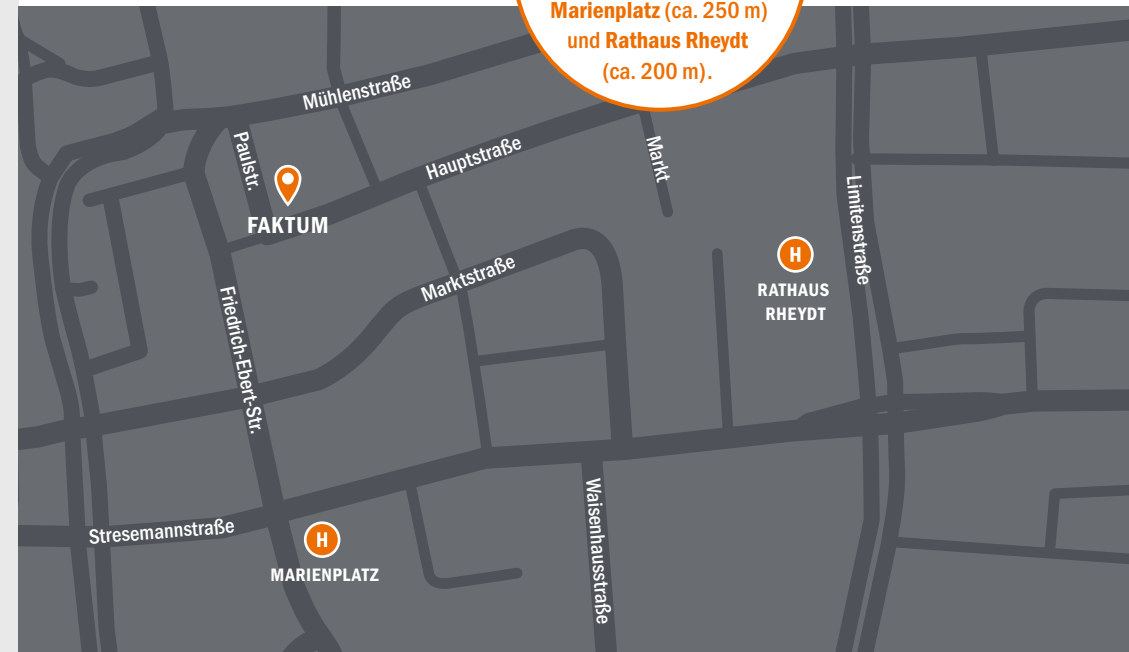 Marienplatz (ca. 250 m)
und Rathaus Rheydt
(ca. 200 m).
Mühlenstraße
Paulstr.
Hauptstraße
Markt
FAKTUM
Limitenstraße
H
RATHAUS
RHEYDT
Marktstraße
Friedrich-Ebert-Str.
Stresemannstraße
H
MARIENPLATZ
Waisenhausstraße